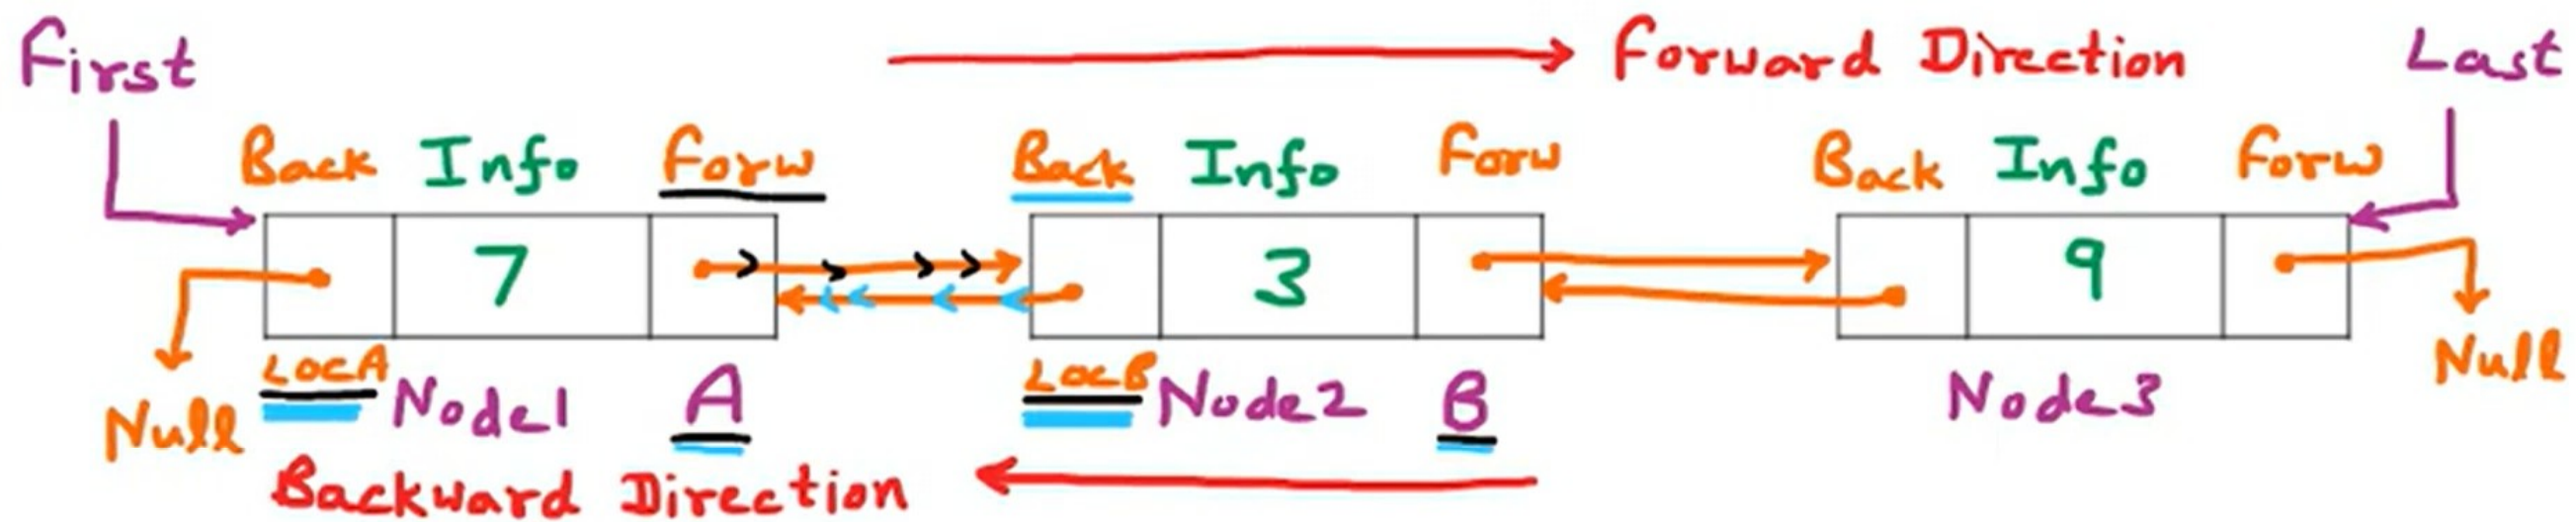 First Forward Direction Last
Back Info Forw Back Info Forw Back Info Forw
7 3 9
LOCA Node1 A LOCB Node2 B Node3 Null
Null
Backward Direction